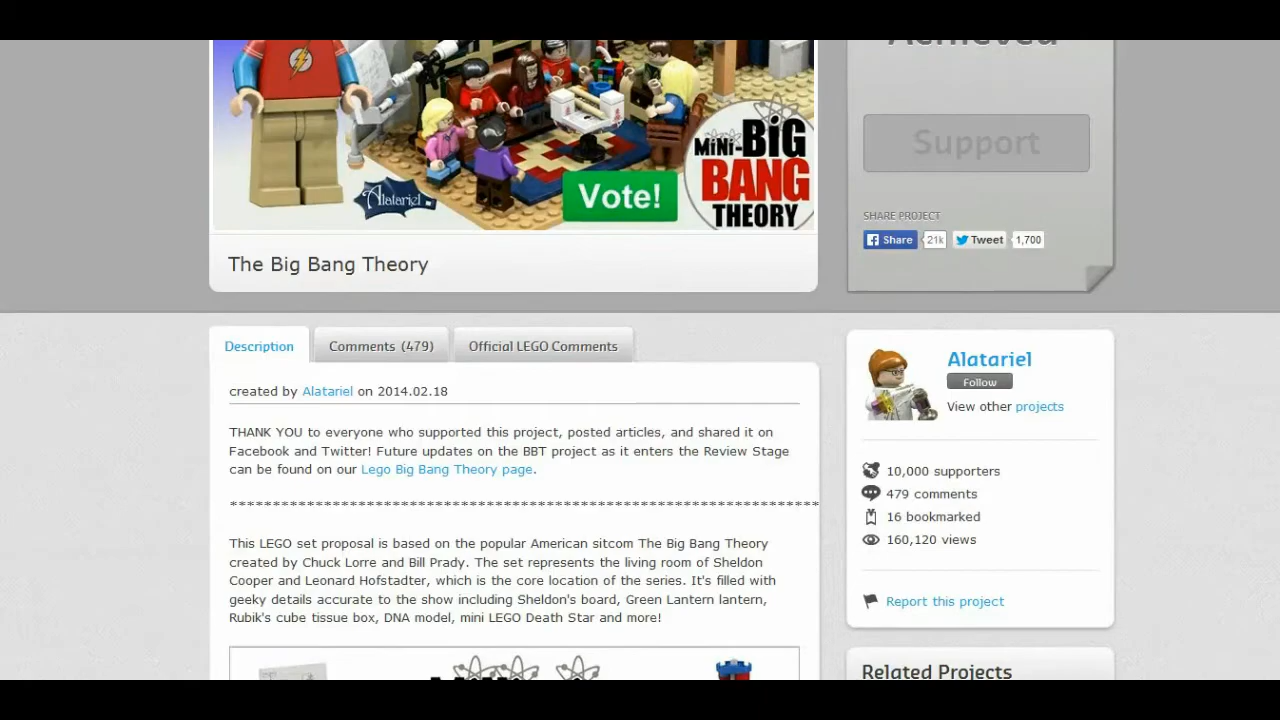 Achieved
Support
SHARE PROJECT
Share 21k Tweet 1,700
Alatariel
Vote!
MiNi-BiG
BANG
THEORY
The Big Bang Theory
Description Comments (479) Official LEGO Comments
created by Alatariel on 2014.02.18
THANK YOU to everyone who supported this project, posted articles, and shared it on
Facebook and Twitter! Future updates on the BBT project as it enters the Review Stage
can be found on our Lego Big Bang Theory page.
**********************************************************************
This LEGO set proposal is based on the popular American sitcom The Big Bang Theory
created by Chuck Lorre and Bill Prady. The set represents the living room of Sheldon
Cooper and Leonard Hofstadter, which is the core location of the series. It's filled with
geeky details accurate to the show including Sheldon's board, Green Lantern lantern,
Rubik's cube tissue box, DNA model, mini LEGO Death Star and more!
Alatariel
Follow
View other projects
10,000 supporters
479 comments
16 bookmarked
160,120 views
Report this project
Related Projects